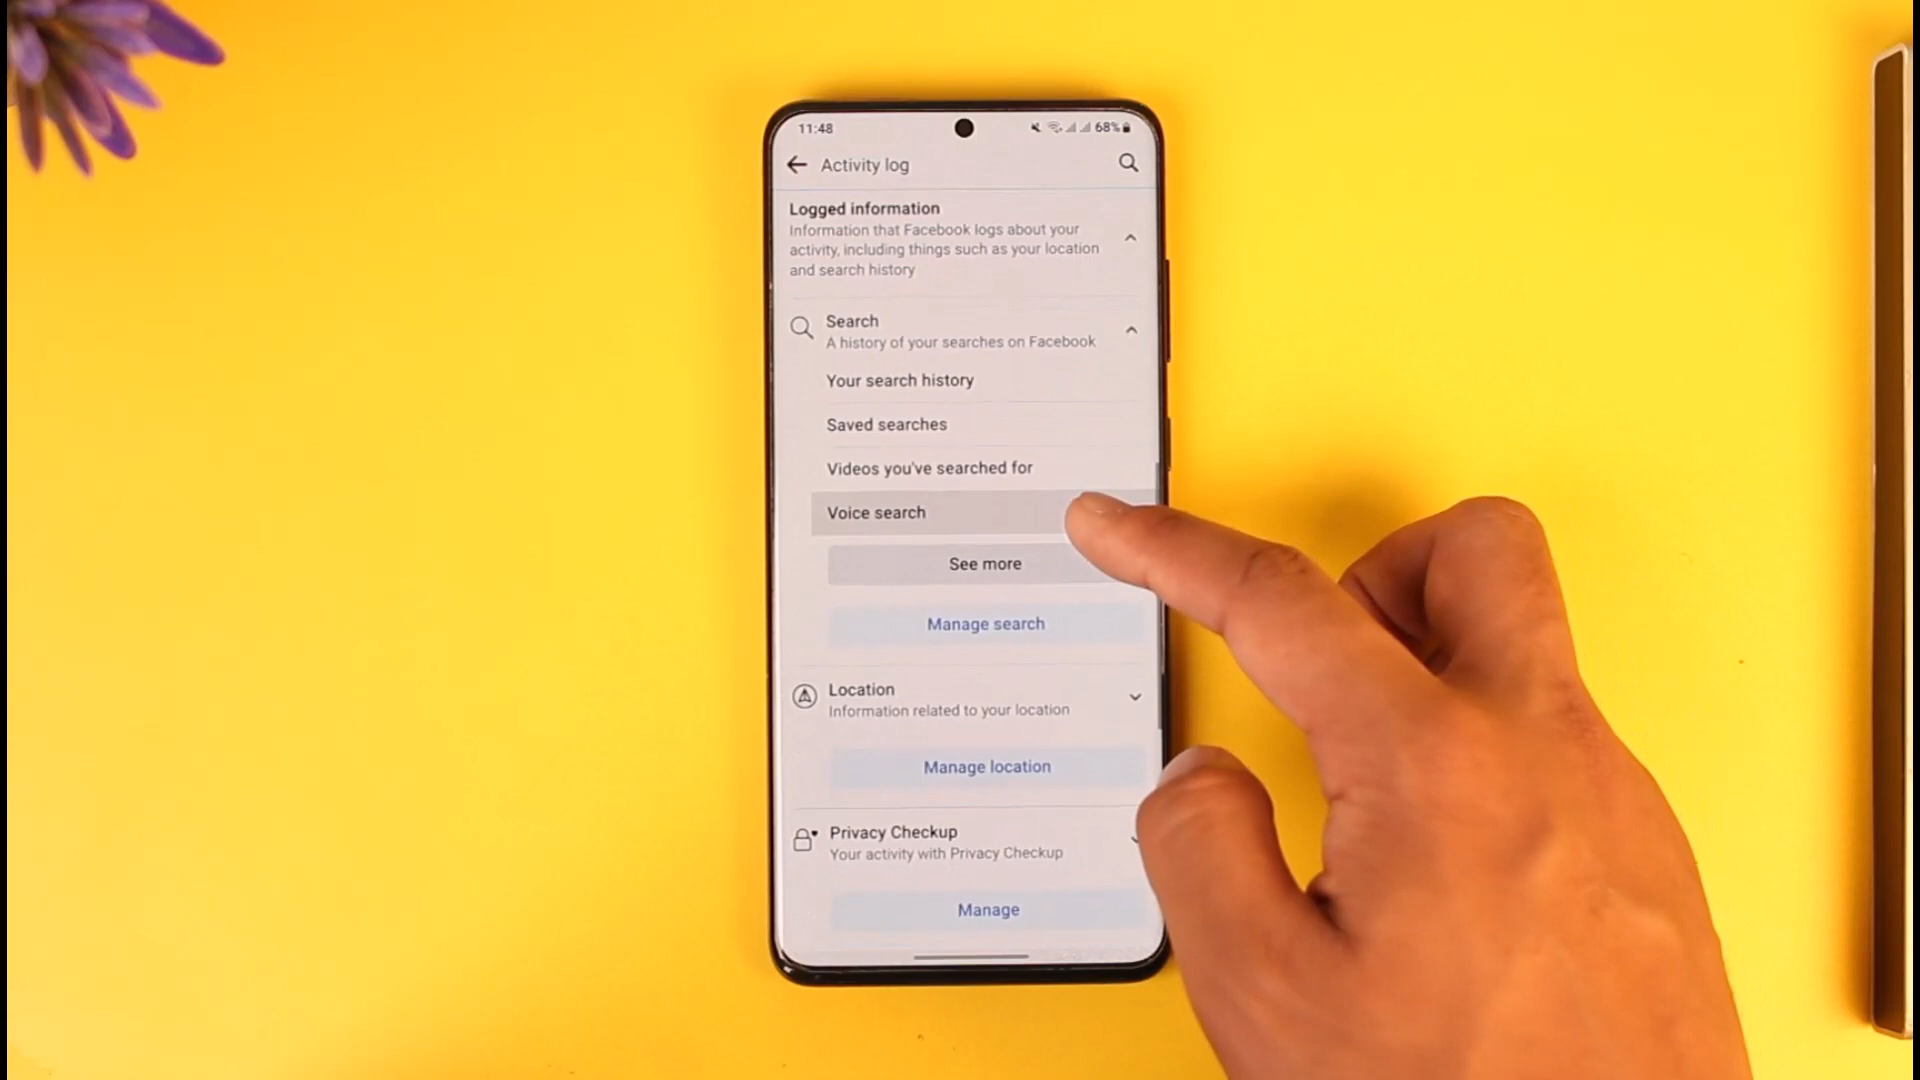 11:48
68%
Activity log
Logged information
Information that Facebook logs about your
activity, including things such as your location
and search history
Search
A history of your searches on Facebook
Your search history
Saved searches
Videos you've searched for
Voice search
See more
Manage search
Location
Information related to your location
Manage location
Privacy Checkup
Your activity with Privacy Checkup
Manage